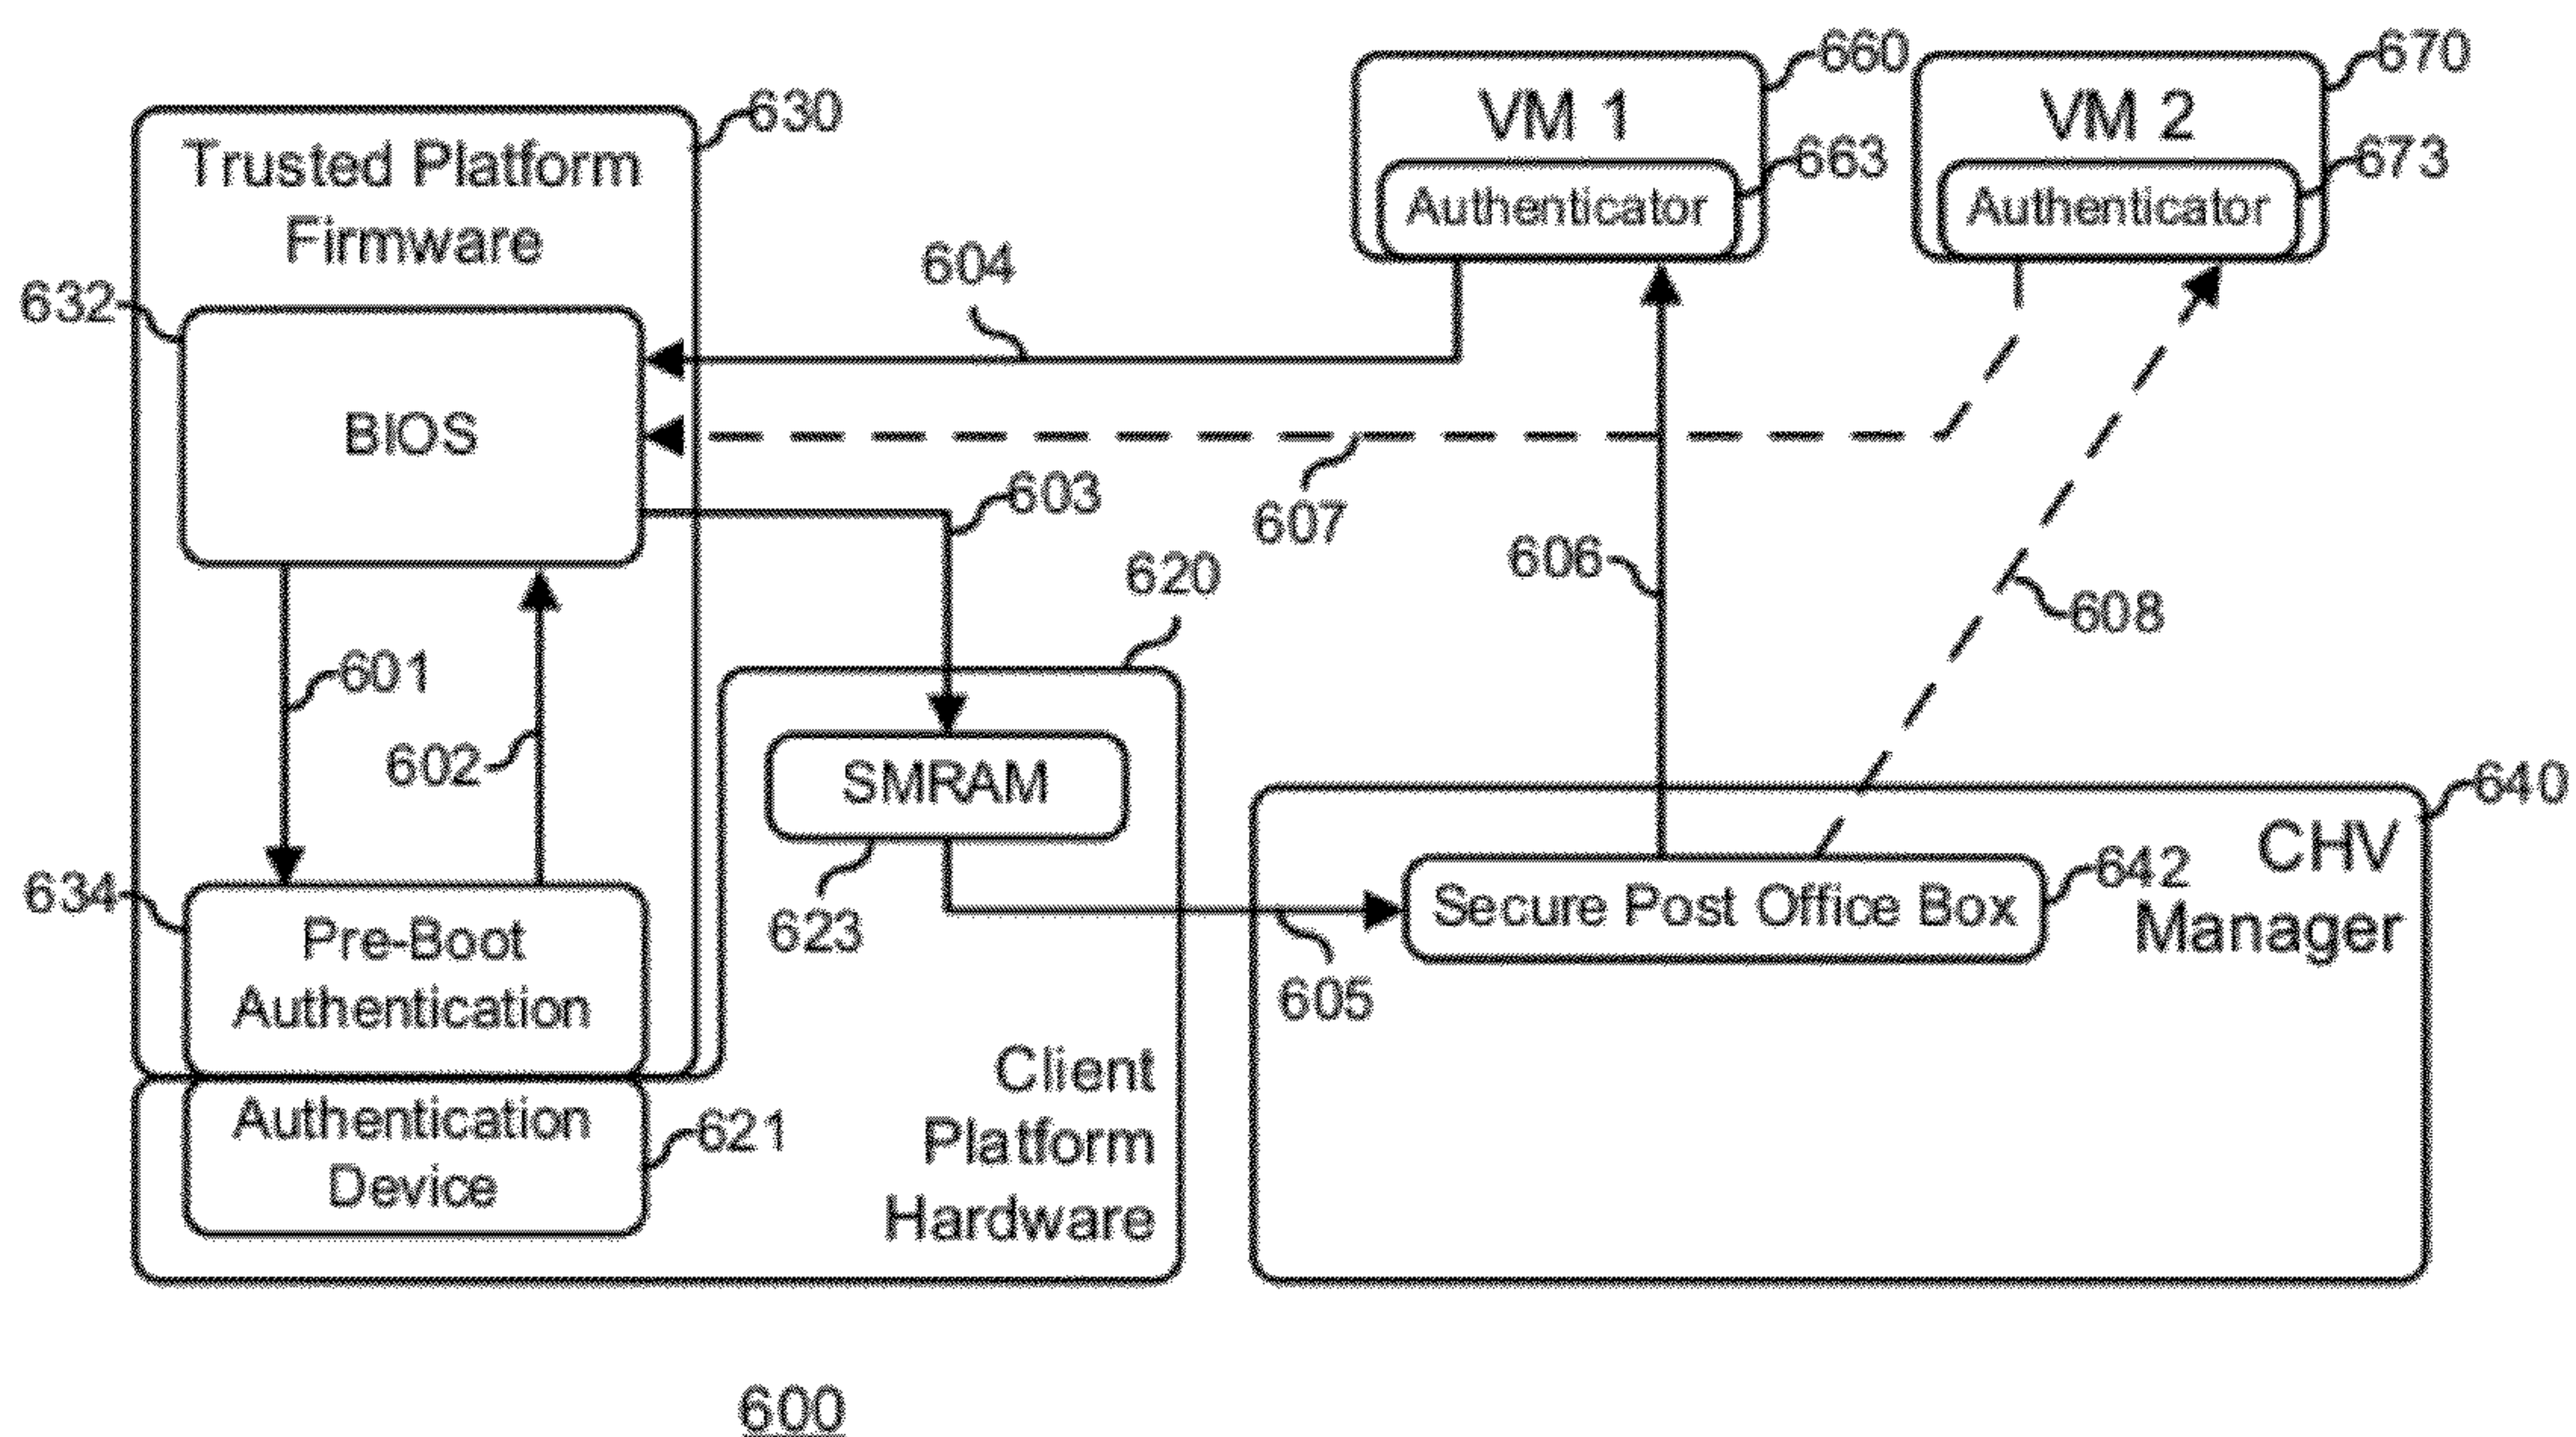 660
670
VM 1
VM 2
630
663
673
Trusted Platform
Firmware
Authenticator
Authenticator
604
632
BIOS
603
607
606
620
608
601
602
SMRAM
640
CHV
Manager
634
623
Secure Post Office Box
642
Pre-Boot
Authentication
605
Client
Platform
Hardware
Authentication
Device
621
600